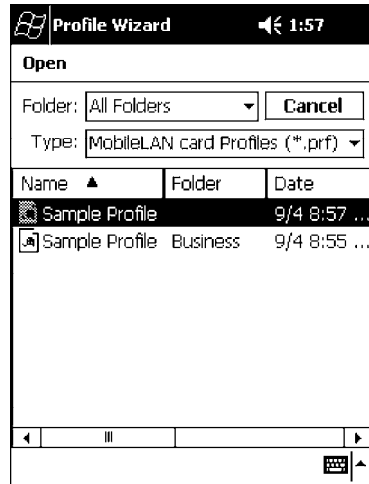 Profile Wizard 1:57
Open
Folder: All Folders Cancel
Type: MobileLAN card Profiles (*.prf)
Name Folder Date
Sample Profile 9/4 8:57 ...
Sample Profile Business 9/4 8:55 ...